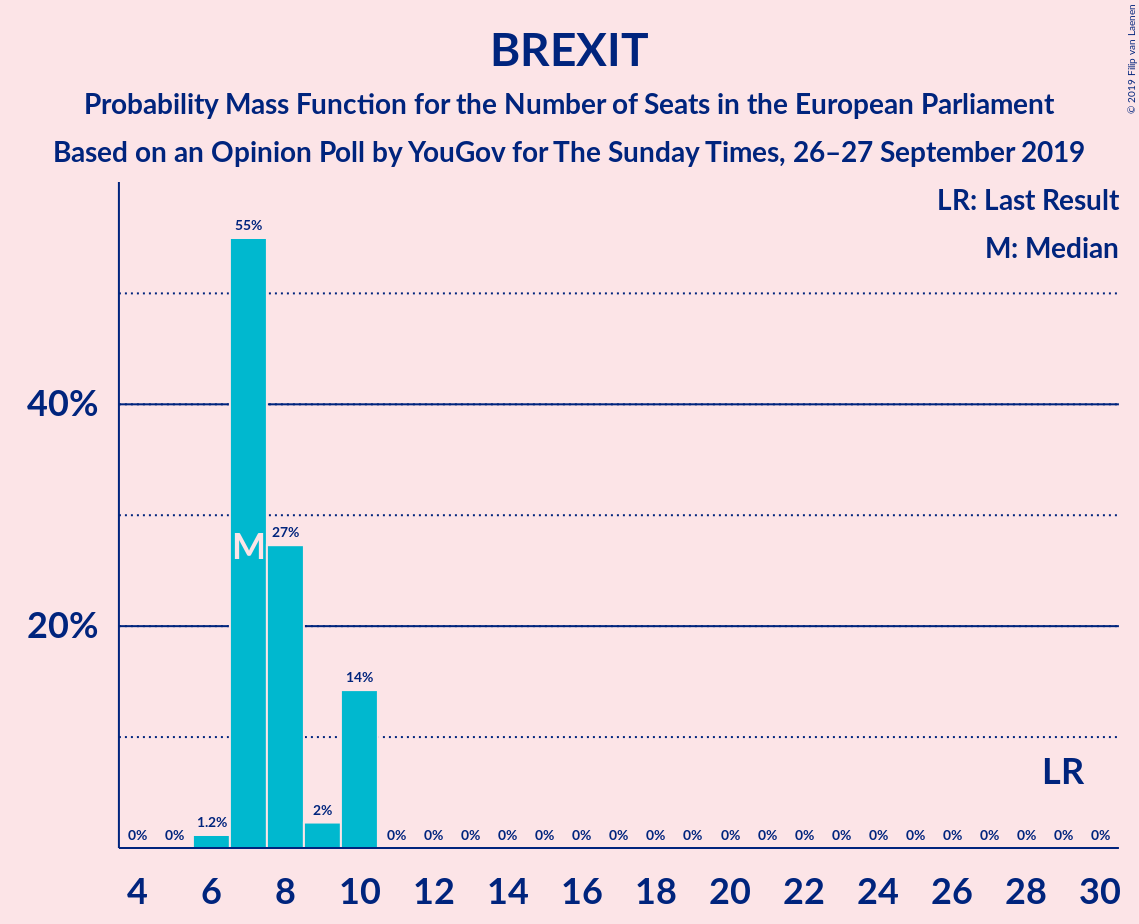 BREXIT
Probability Mass Function for the Number of Seats in the European Parliament
Based on an Opinion Poll by YouGov for The Sunday Times, 26–27 September 2019
© 2019 Filip van Laenen
LR: Last Result
M: Median
55%
40%
M
27%
20%
14%
LR
0% 0% 1.2% 2% 0% 0% 0% 0% 0% 0% 0% 0% 0% 0% 0% 0% 0% 0% 0% 0% 0% 0% 0% 0%
4 6 8 10 12 14 16 18 20 22 24 26 28 30